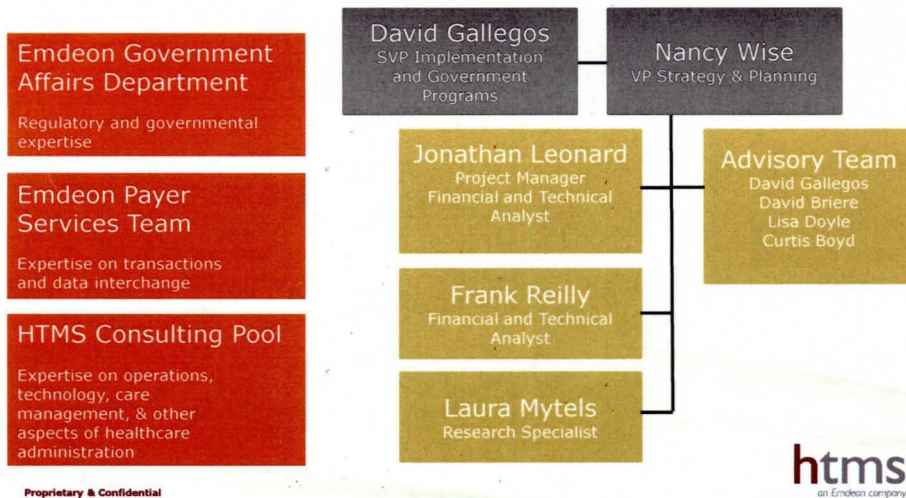 Emdeon Government
Affairs Department
Regulatory and governmental
expertise
Emdeon Payer
Services Team
Expertise on transactions
and data interchange
HTMS Consulting Pool
Expertise on operations,
technology, care
management, & other
aspects of healthcare
administration
David Gallegos
SVP Implementation
and Government
Programs
Nancy Wise
VP Strategy & Planning
Jonathan Leonard
Project Manager
Financial and Technical
Analyst
Advisory Team
David Gallegos
David Briere
Lisa Doyle
Curtis Boyd
Frank Reilly
Financial and Technical
Analyst
Laura Mytels
Research Specialist
Proprietary & Confidential
htms
an Emdeon company